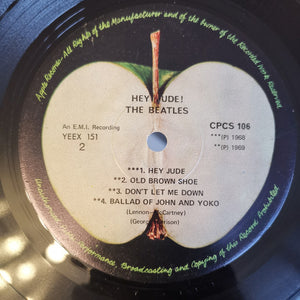 Apple Records · All Rights of the Manufacturer and of the Owner of the Recorded Work Reserved
HEY JUDE!
THE BEATLES
An E.M.I. Recording
YEEX 151
2
CPCS 106
***(P) 1968
**(P) 1969
***1. HEY JUDE
**2. OLD BROWN SHOE
**3. DON'T LET ME DOWN
**4. BALLAD OF JOHN AND YOKO
(Lennon-McCartney)
(George Harrison)
Performance, Broadcasting and Copying of this Record Prohibited